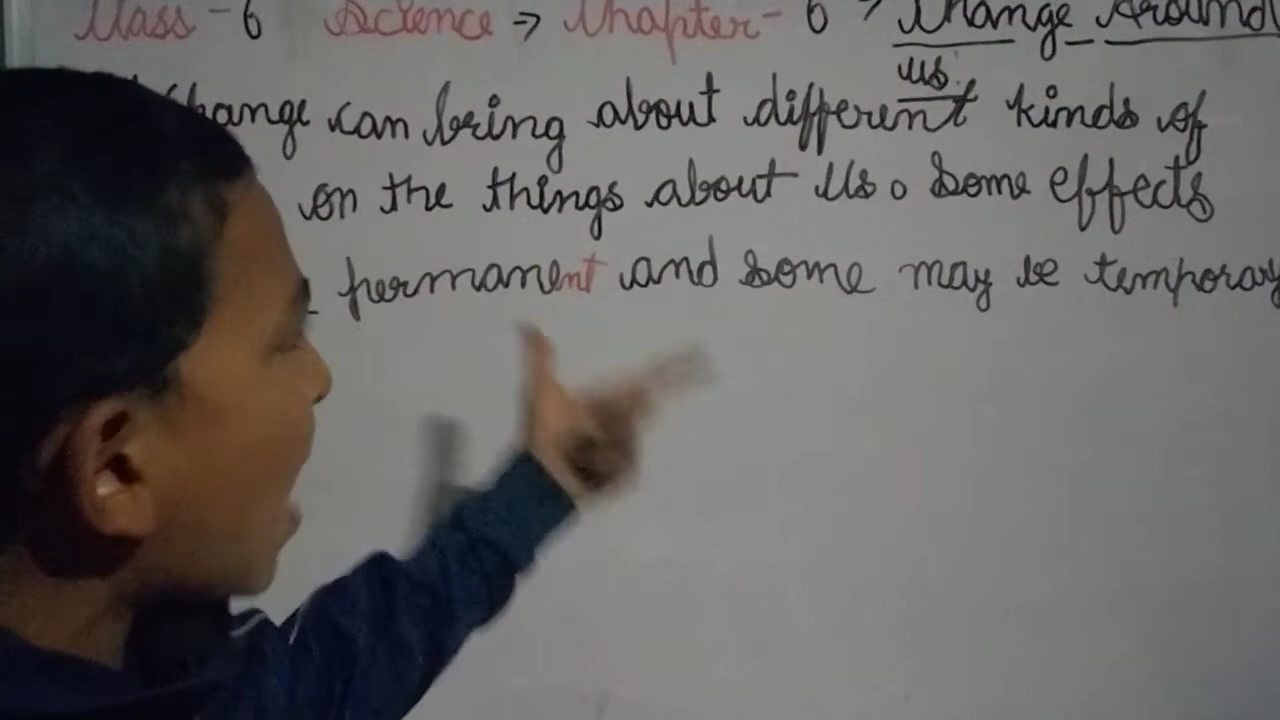 Class - 6 Science → Chapter - 6 → Change Around
us.
change can bring about different kinds of
on the things about Us. Some effects
permanent and some may be temporary